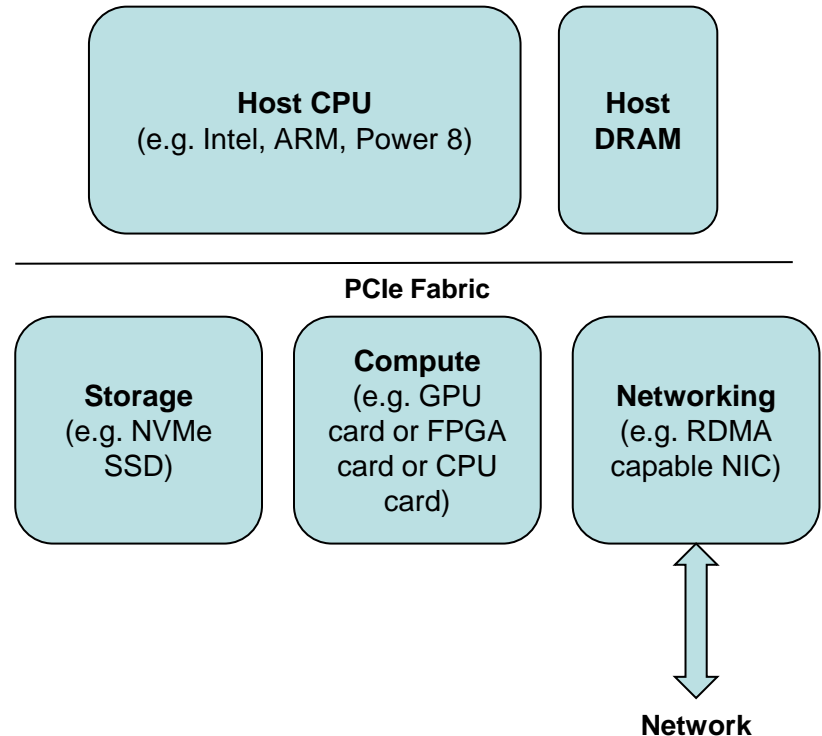 Host CPU
(e.g. Intel, ARM, Power 8)
Host
DRAM
PCIe Fabric
Storage
(e.g. NVMe
SSD)
Compute
(e.g. GPU
card or FPGA
card or CPU
card)
Networking
(e.g. RDMA
capable NIC)
Network